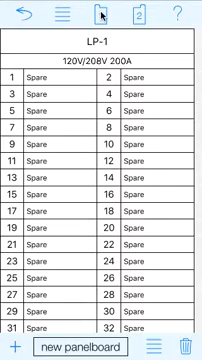 2
?
LP-1
120V/208V 200A
1 Spare 2 Spare
3 Spare 4 Spare
5 Spare 6 Spare
7 Spare 8 Spare
9 Spare 10 Spare
11 Spare 12 Spare
13 Spare 14 Spare
15 Spare 16 Spare
17 Spare 18 Spare
19 Spare 20 Spare
21 Spare 22 Spare
23 Spare 24 Spare
25 Spare 26 Spare
27 Spare 28 Spare
29 Spare 30 Spare
31 Spare 32 Spare
+ new panelboard